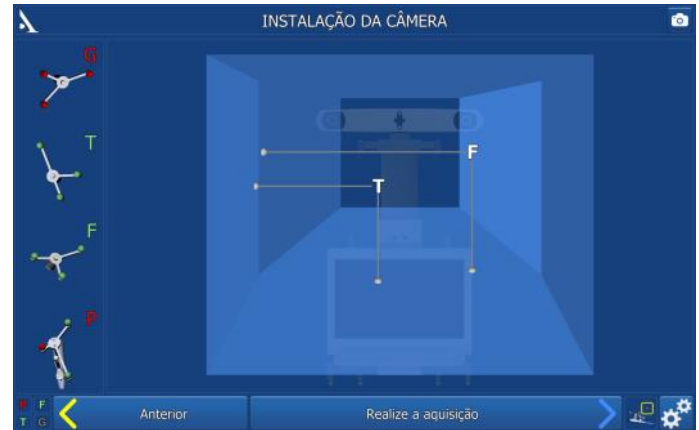 INSTALAÇÃO DA CÂMERA
G
T
F
P
F
T
P F
T G
Anterior
Realize a aquisição